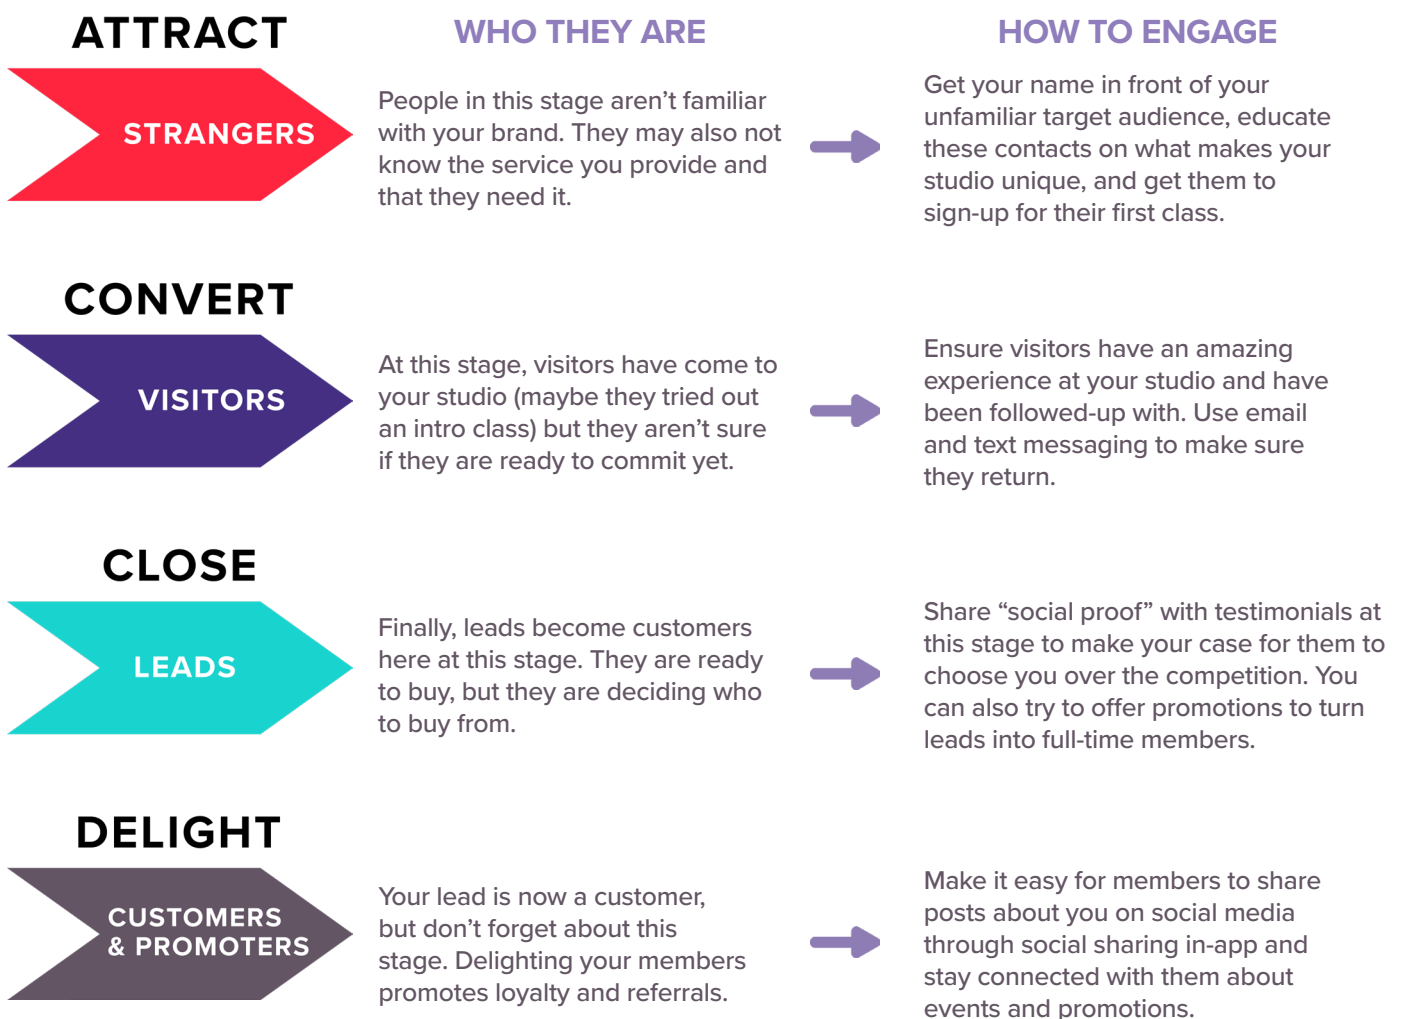 ATTRACT
WHO THEY ARE
HOW TO ENGAGE
STRANGERS
People in this stage aren’t familiar
with your brand. They may also not
know the service you provide and
that they need it.
Get your name in front of your
unfamiliar target audience, educate
these contacts on what makes your
studio unique, and get them to
sign-up for their first class.
CONVERT
VISITORS
At this stage, visitors have come to
your studio (maybe they tried out
an intro class) but they aren’t sure
if they are ready to commit yet.
Ensure visitors have an amazing
experience at your studio and have
been followed-up with. Use email
and text messaging to make sure
they return.
CLOSE
LEADS
Finally, leads become customers
here at this stage. They are ready
to buy, but they are deciding who
to buy from.
Share “social proof” with testimonials at
this stage to make your case for them to
choose you over the competition. You
can also try to offer promotions to turn
leads into full-time members.
DELIGHT
CUSTOMERS
& PROMOTERS
Your lead is now a customer,
but don’t forget about this
stage. Delighting your members
promotes loyalty and referrals.
Make it easy for members to share
posts about you on social media
through social sharing in-app and
stay connected with them about
events and promotions.